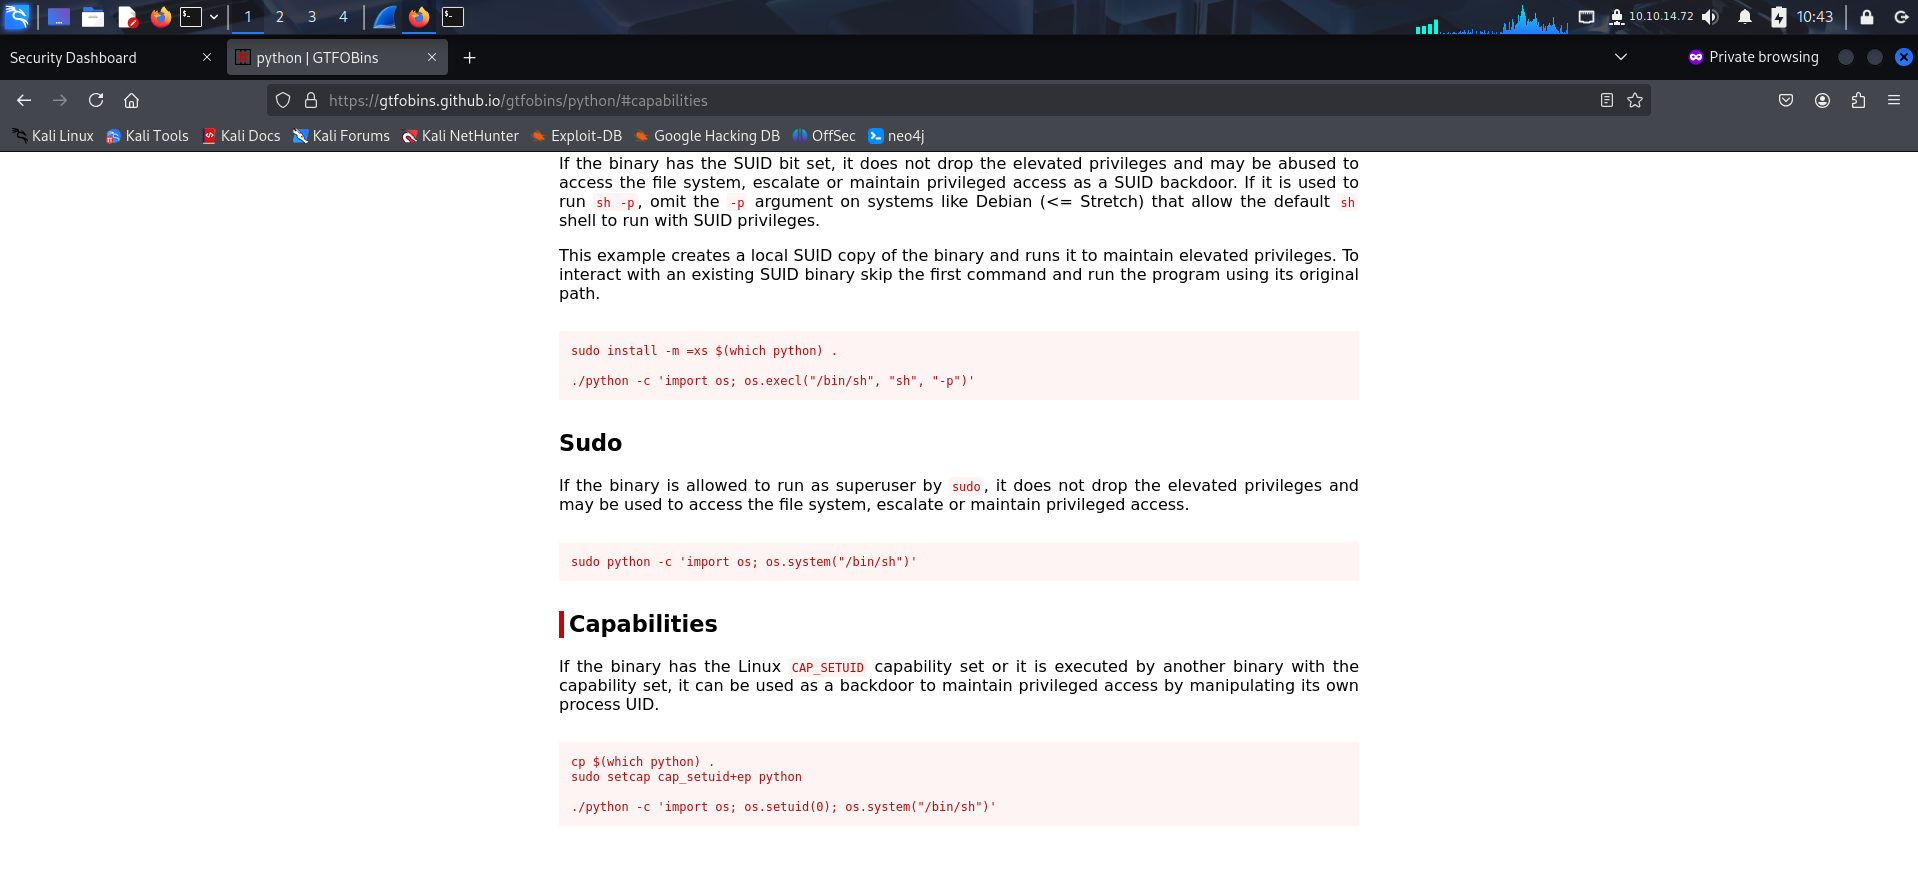 1 2 3 4
10.10.14.72
10:43
Security Dashboard
python | GTFOBins
Private browsing
https://gtfobins.github.io/gtfobins/python/#capabilities
Kali Linux Kali Tools Kali Docs Kali Forums Kali NetHunter Exploit-DB Google Hacking DB OffSec neo4j
If the binary has the SUID bit set, it does not drop the elevated privileges and may be abused to
access the file system, escalate or maintain privileged access as a SUID backdoor. If it is used to
run sh -p, omit the -p argument on systems like Debian (<= Stretch) that allow the default sh
shell to run with SUID privileges.
This example creates a local SUID copy of the binary and runs it to maintain elevated privileges. To
interact with an existing SUID binary skip the first command and run the program using its original
path.
sudo install -m =xs $(which python) .
./python -c 'import os; os.execl("/bin/sh", "sh", "-p")'
Sudo
If the binary is allowed to run as superuser by sudo, it does not drop the elevated privileges and
may be used to access the file system, escalate or maintain privileged access.
sudo python -c 'import os; os.system("/bin/sh")'
Capabilities
If the binary has the Linux CAP_SETUID capability set or it is executed by another binary with the
capability set, it can be used as a backdoor to maintain privileged access by manipulating its own
process UID.
cp $(which python) .
sudo setcap cap_setuid+ep python
./python -c 'import os; os.setuid(0); os.system("/bin/sh")'